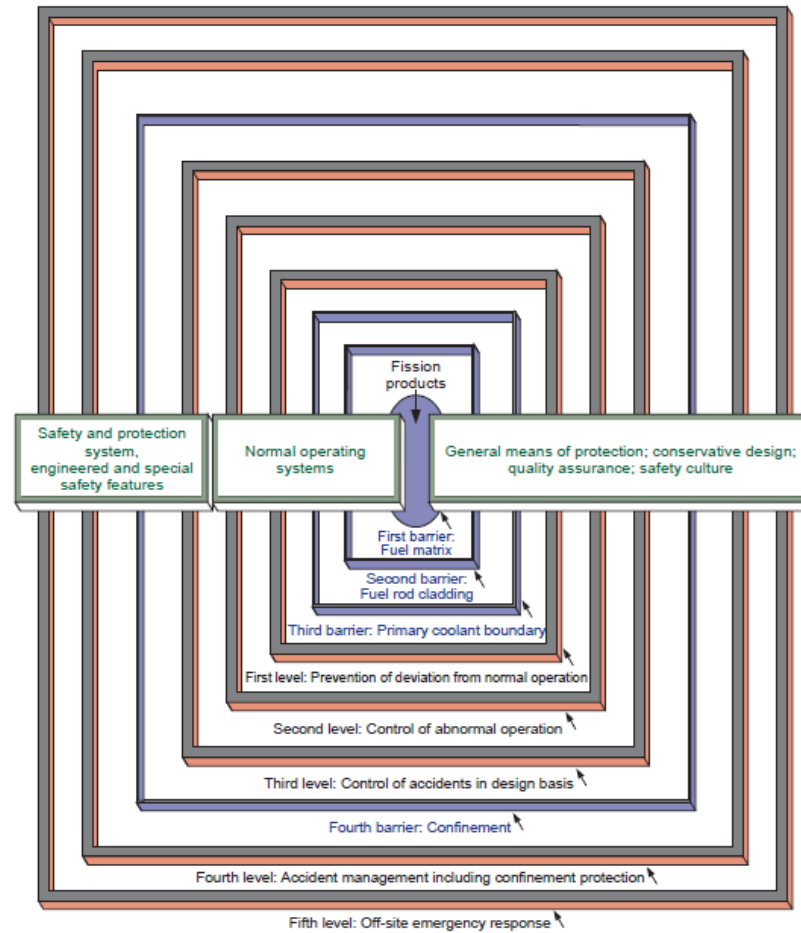 Fission
products
Safety and protection
system,
engineered and special
safety features
Normal operating
systems
General means of protection; conservative design;
quality assurance; safety culture
First barrier:
Fuel matrix
Second barrier:
Fuel rod cladding
Third barrier: Primary coolant boundary
First level: Prevention of deviation from normal operation
Second level: Control of abnormal operation
Third level: Control of accidents in design basis
Fourth barrier: Confinement
Fourth level: Accident management including confinement protection
Fifth level: Off-site emergency response